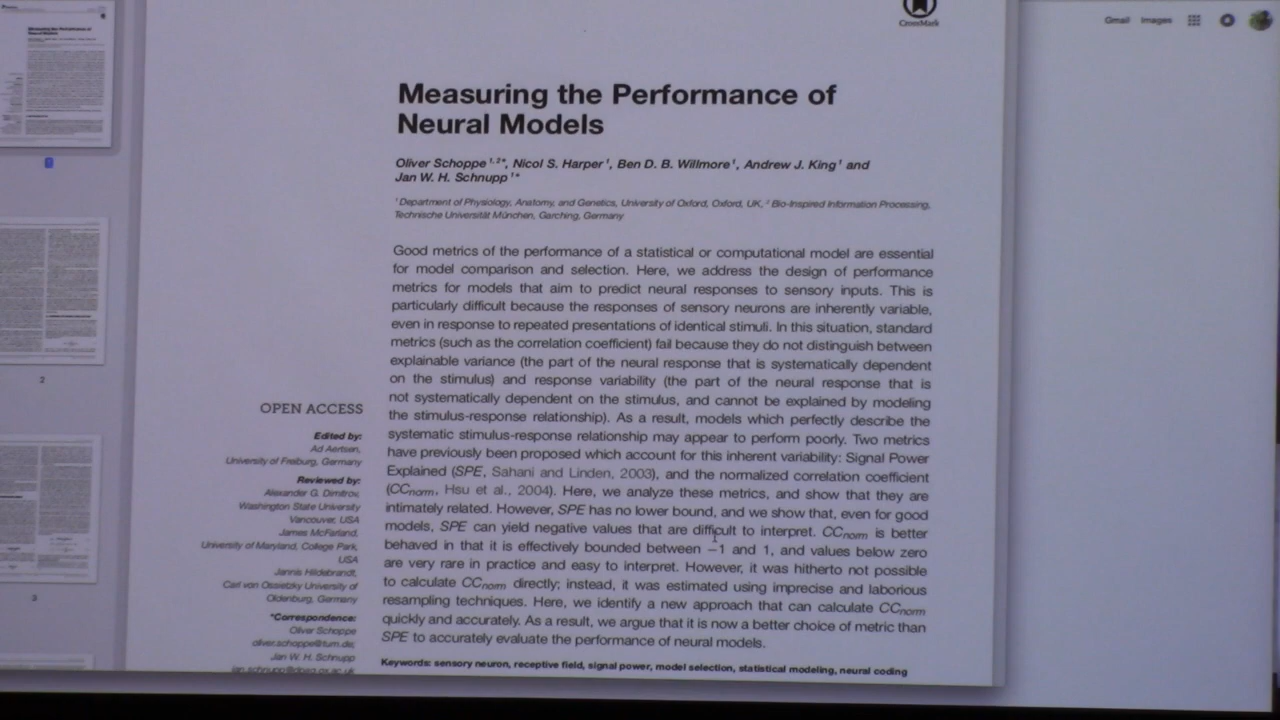 CrossMark
Gmail Images
Measuring the Performance of
Neural Models
Oliver Schoppe 1,2*, Nicol S. Harper 1, Ben D. B. Willmore 1, Andrew J. King 1 and
Jan W. H. Schnupp 1*
1 Department of Physiology, Anatomy, and Genetics, University of Oxford, Oxford, UK, 2 Bio-Inspired Information Processing,
Technische Universität München, Garching, Germany
Good metrics of the performance of a statistical or computational model are essential
for model comparison and selection. Here, we address the design of performance
metrics for models that aim to predict neural responses to sensory inputs. This is
particularly difficult because the responses of sensory neurons are inherently variable,
even in response to repeated presentations of identical stimuli. In this situation, standard
metrics (such as the correlation coefficient) fail because they do not distinguish between
explainable variance (the part of the neural response that is systematically dependent
on the stimulus) and response variability (the part of the neural response that is
not systematically dependent on the stimulus, and cannot be explained by modeling
the stimulus-response relationship). As a result, models which perfectly describe the
systematic stimulus-response relationship may appear to perform poorly. Two metrics
have previously been proposed which account for this inherent variability: Signal Power
Explained (SPE, Sahani and Linden, 2003), and the normalized correlation coefficient
(CCnorm, Hsu et al., 2004). Here, we analyze these metrics, and show that they are
intimately related. However, SPE has no lower bound, and we show that, even for good
models, SPE can yield negative values that are difficult to interpret. CCnorm is better
behaved in that it is effectively bounded between −1 and 1, and values below zero
are very rare in practice and easy to interpret. However, it was hitherto not possible
to calculate CCnorm directly; instead, it was estimated using imprecise and laborious
resampling techniques. Here, we identify a new approach that can calculate CCnorm
quickly and accurately. As a result, we argue that it is now a better choice of metric than
SPE to accurately evaluate the performance of neural models.
Keywords: sensory neuron, receptive field, signal power, model selection, statistical modeling, neural coding
OPEN ACCESS
Edited by:
Ad Aertsen,
University of Freiburg, Germany
Reviewed by:
Alexander G. Dimitrov,
Washington State University
Vancouver, USA
James McFarland,
University of Maryland, College Park,
USA
Jannis Hildebrandt,
Carl von Ossietzky University of
Oldenburg, Germany
*Correspondence:
Oliver Schoppe
oliver.schoppe@tum.de;
Jan W. H. Schnupp
jan.schnupp@dpag.ox.ac.uk
Measuring the Performance of
Neural Models
2
3